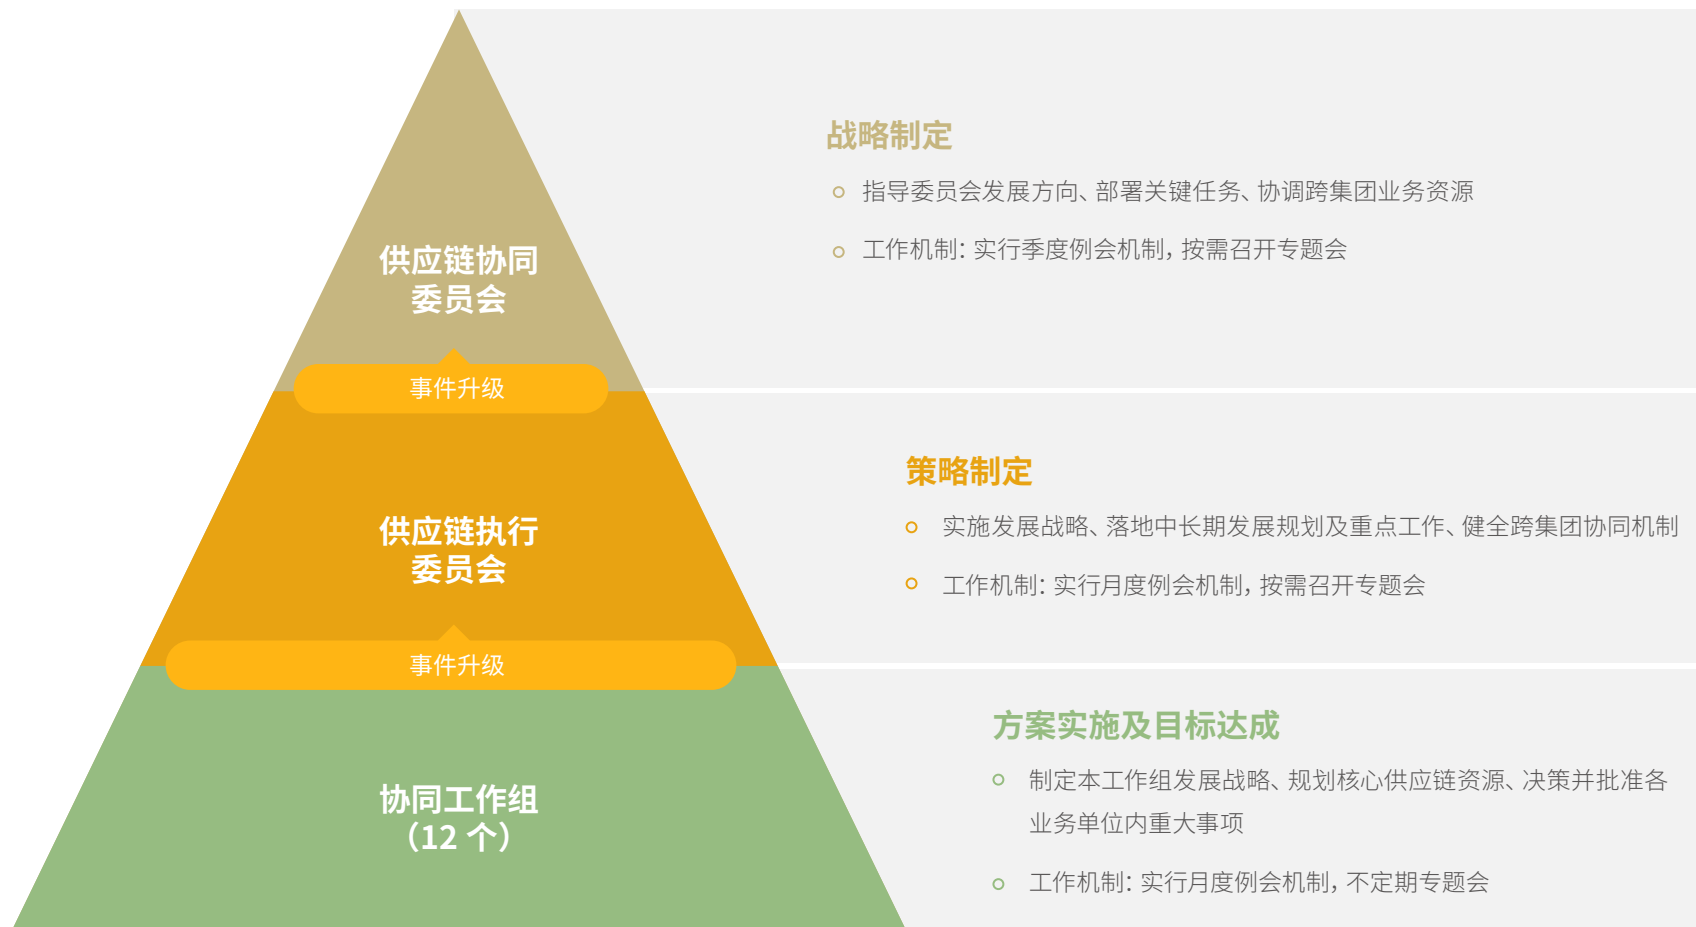 供应链协同
委员会
战略制定
指导委员会发展方向、部署关键任务、协调跨集团业务资源
工作机制：实行季度例会机制，按需召开专题会
事件升级
供应链执行
委员会
策略制定
实施发展战略、落地中长期发展规划及重点工作、健全跨集团协同机制
工作机制：实行月度例会机制，按需召开专题会
事件升级
协同工作组
（12 个）
方案实施及目标达成
制定本工作组发展战略、规划核心供应链资源、决策并批准各
业务单位内重大事项
工作机制：实行月度例会机制，不定期专题会